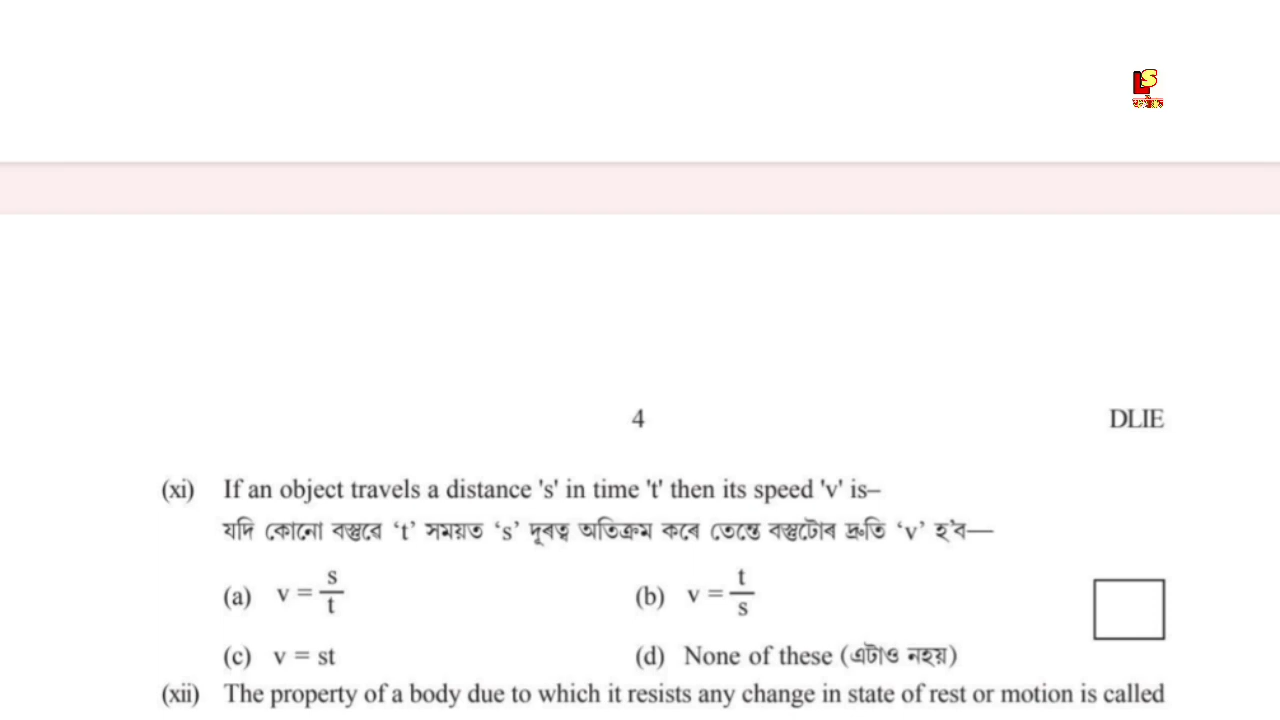 LS
4 DLIE
(xi) If an object travels a distance 's' in time 't' then its speed 'v' is–
যদি কোনো বস্তুৱে ‘t’ সময়ত ‘s’ দূৰত্ব অতিক্ৰম কৰে তেন্তে বস্তুটোৰ দ্ৰুতি ‘v’ হ’ব—
(a) v = s/t (b) v = t/s
(c) v = st (d) None of these (এটাও নহয়)
(xii) The property of a body due to which it resists any change in state of rest or motion is called